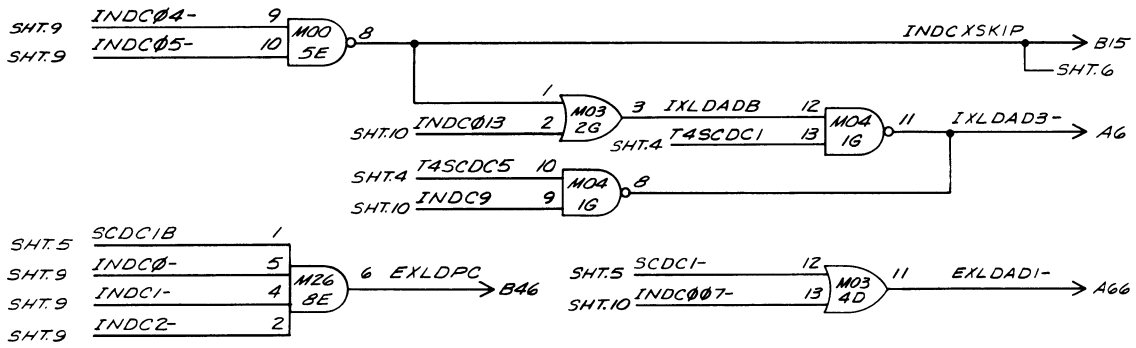 SHT.9 INDCØ4- 9 M00 5E 8 INDCXSKIP B15
SHT.9 INDCØ5- 10
SHT.6
SHT.10 INDCØ13 1 2 M03 2G 3 IXLDADB 12 M04 1G 11 IXLDAD3- A6
SHT.4 T4SCDC1 13
SHT.4 T4SCDC5 10 M04 1G 8
SHT.10 INDC9 9
SHT.5 SCDC1B 1
SHT.9 INDCØ- 5 M26 8E 6 EXLDPC B46
SHT.9 INDC1- 4
SHT.9 INDC2- 2
SHT.5 SCDC1- 12 M03 4D 11 EXLDAD1- A66
SHT.10 INDCØØ7- 13